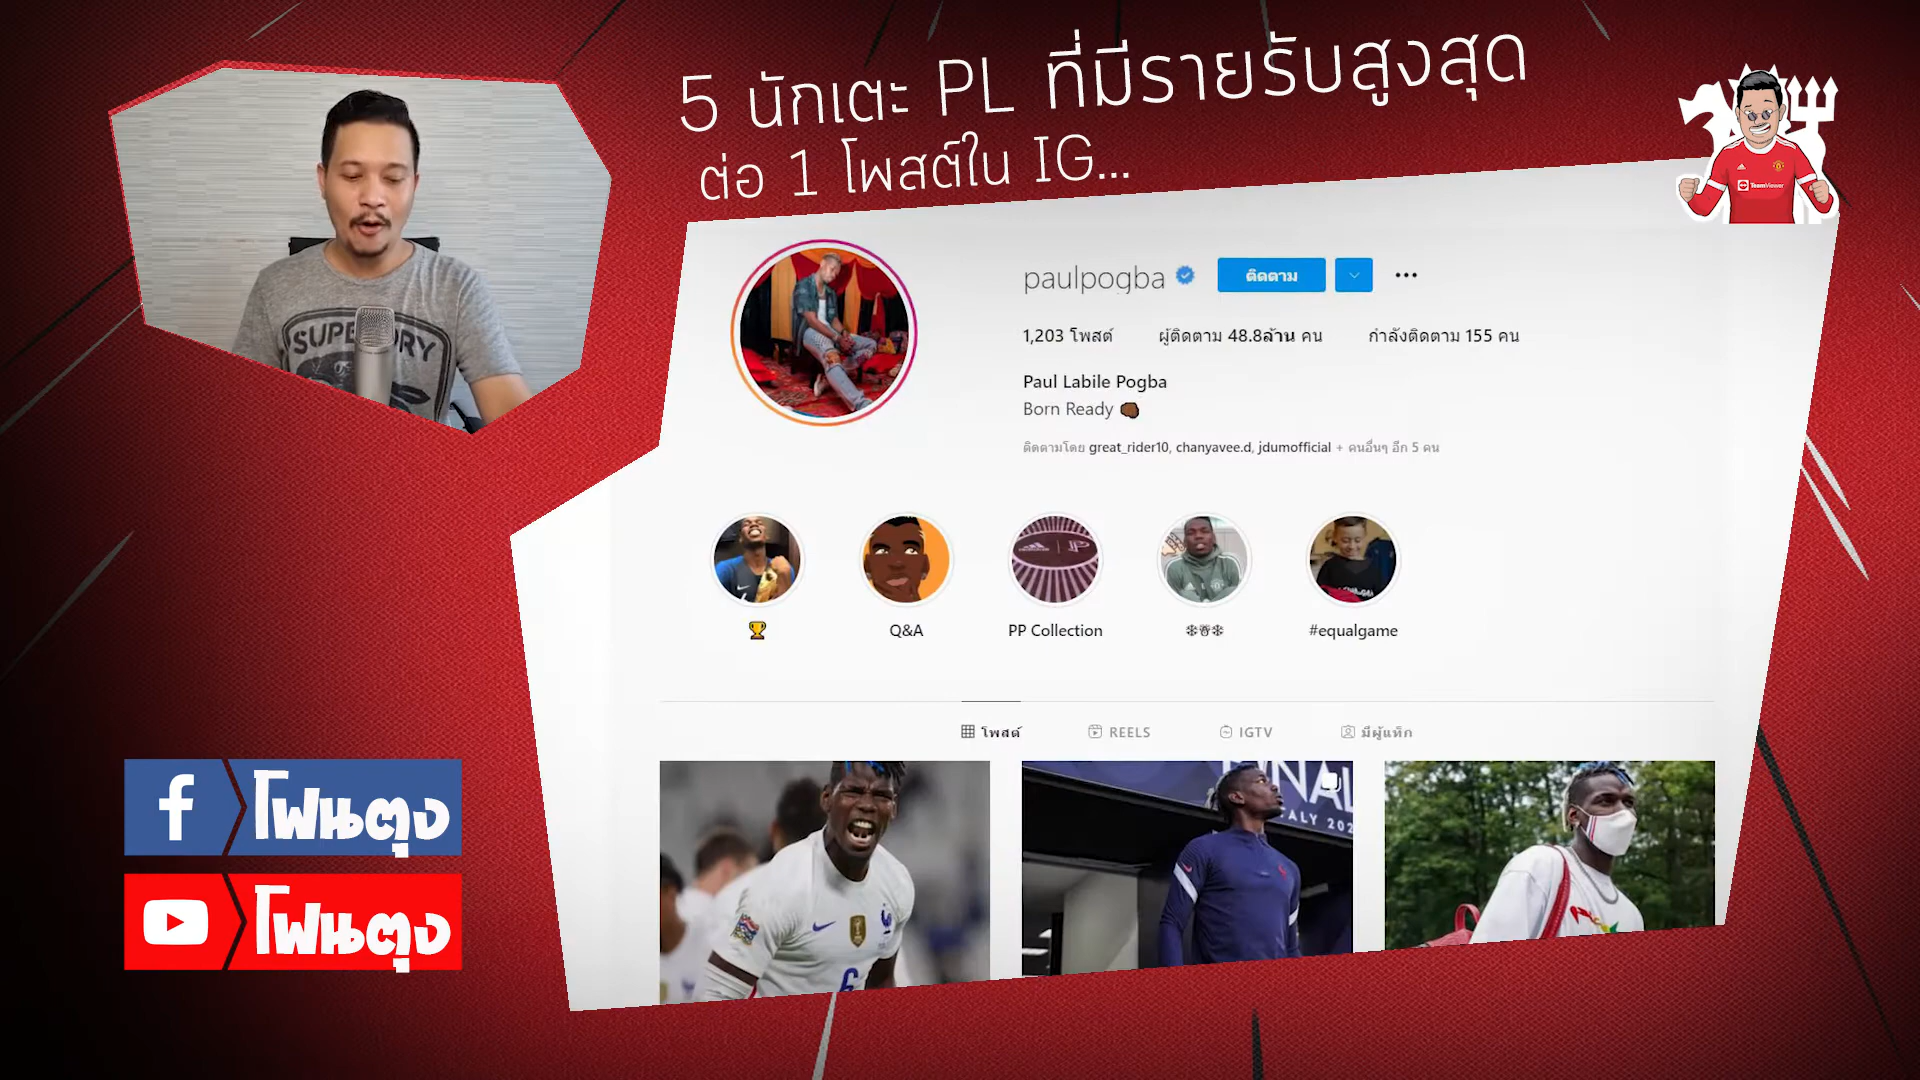 5 นักเตะ PL ที่มีรายรับสูงสุด
ต่อ 1 โพสต์ใน IG...
TeamViewer
SUPERDRY
paulpogba
ติดตาม
1,203 โพสต์
ผู้ติดตาม 48.8ล้าน คน
กำลังติดตาม 155 คน
Paul Labile Pogba
Born Ready
ติดตามโดย great_rider10, chanyavee.d, jdumofficial + คนอื่นๆ อีก 5 คน
Q&A
PP Collection
#equalgame
โพสต์
REELS
IGTV
มีผู้แท็ก
FINAL
ITALY 202
6
โฟนตุง
โฟนตุง